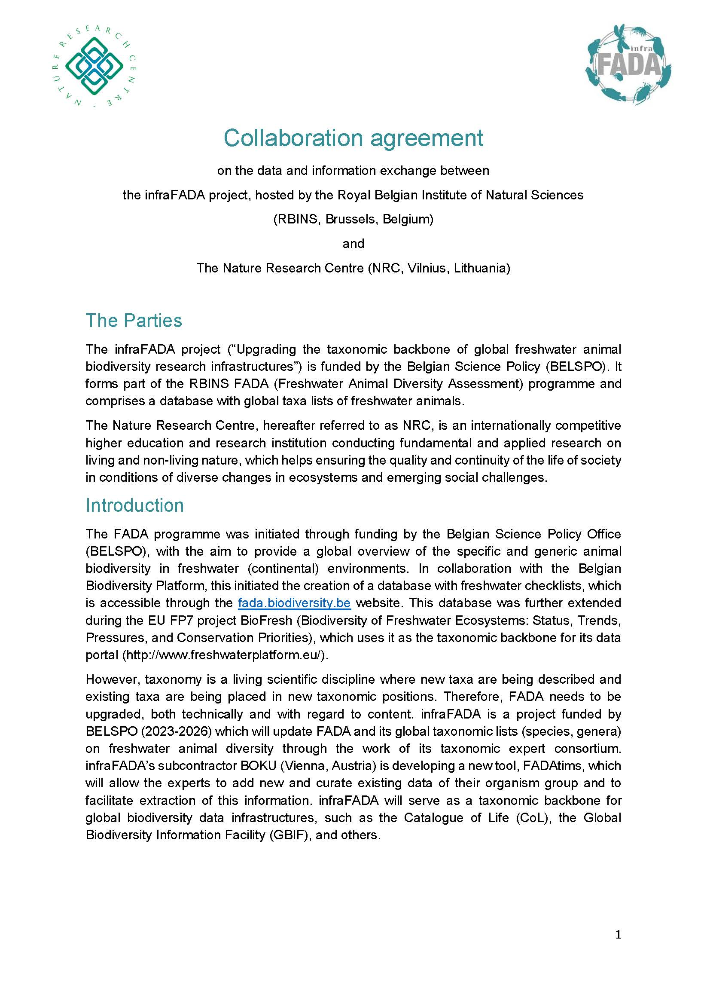 NATURE RESEARCH CENTRE ·
infra
FADA
Collaboration agreement
on the data and information exchange between
the infraFADA project, hosted by the Royal Belgian Institute of Natural Sciences
(RBINS, Brussels, Belgium)
and
The Nature Research Centre (NRC, Vilnius, Lithuania)
The Parties
The infraFADA project (“Upgrading the taxonomic backbone of global freshwater animal
biodiversity research infrastructures”) is funded by the Belgian Science Policy (BELSPO). It
forms part of the RBINS FADA (Freshwater Animal Diversity Assessment) programme and
comprises a database with global taxa lists of freshwater animals.
The Nature Research Centre, hereafter referred to as NRC, is an internationally competitive
higher education and research institution conducting fundamental and applied research on
living and non-living nature, which helps ensuring the quality and continuity of the life of society
in conditions of diverse changes in ecosystems and emerging social challenges.
Introduction
The FADA programme was initiated through funding by the Belgian Science Policy Office
(BELSPO), with the aim to provide a global overview of the specific and generic animal
biodiversity in freshwater (continental) environments. In collaboration with the Belgian
Biodiversity Platform, this initiated the creation of a database with freshwater checklists, which
is accessible through the fada.biodiversity.be website. This database was further extended
during the EU FP7 project BioFresh (Biodiversity of Freshwater Ecosystems: Status, Trends,
Pressures, and Conservation Priorities), which uses it as the taxonomic backbone for its data
portal (http://www.freshwaterplatform.eu/).
However, taxonomy is a living scientific discipline where new taxa are being described and
existing taxa are being placed in new taxonomic positions. Therefore, FADA needs to be
upgraded, both technically and with regard to content. infraFADA is a project funded by
BELSPO (2023-2026) which will update FADA and its global taxonomic lists (species, genera)
on freshwater animal diversity through the work of its taxonomic expert consortium.
infraFADA’s subcontractor BOKU (Vienna, Austria) is developing a new tool, FADAtims, which
will allow the experts to add new and curate existing data of their organism group and to
facilitate extraction of this information. infraFADA will serve as a taxonomic backbone for
global biodiversity data infrastructures, such as the Catalogue of Life (CoL), the Global
Biodiversity Information Facility (GBIF), and others.
1